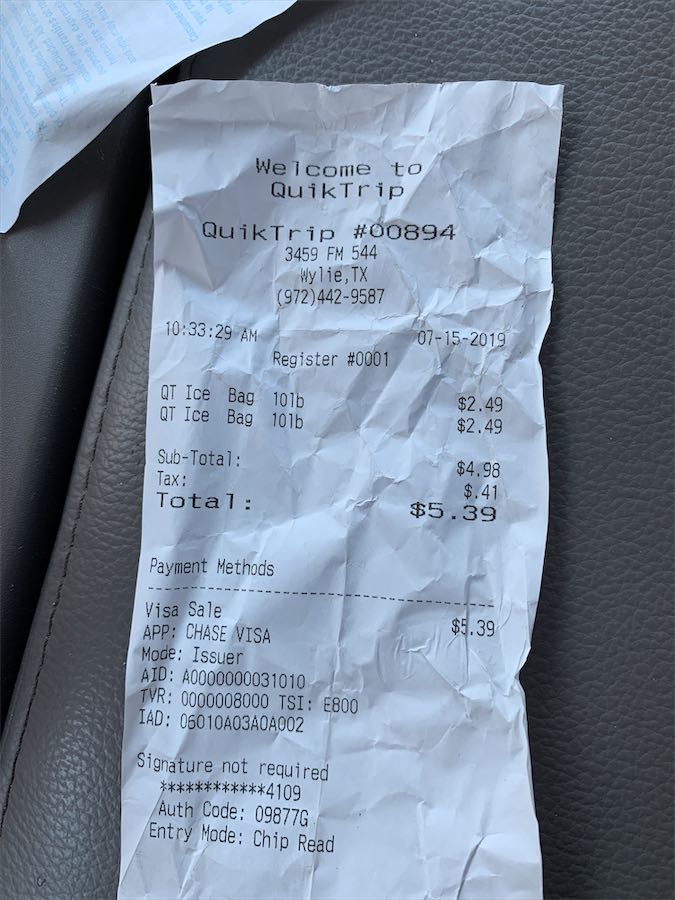 Welcome to
QuikTrip
QuikTrip #00894
3459 FM 544
Wylie,TX
(972)442-9587
10:33:29 AM 07-15-2019
Register #0001
QT Ice Bag 10lb $2.49
QT Ice Bag 10lb $2.49
Sub-Total: $4.98
Tax: $.41
Total: $5.39
Payment Methods
Visa Sale $5.39
APP: CHASE VISA
Mode: Issuer
AID: A0000000031010
TVR: 0000008000 TSI: E800
IAD: 06010A03A0A002
Signature not required
************4109
Auth Code: 09877G
Entry Mode: Chip Read